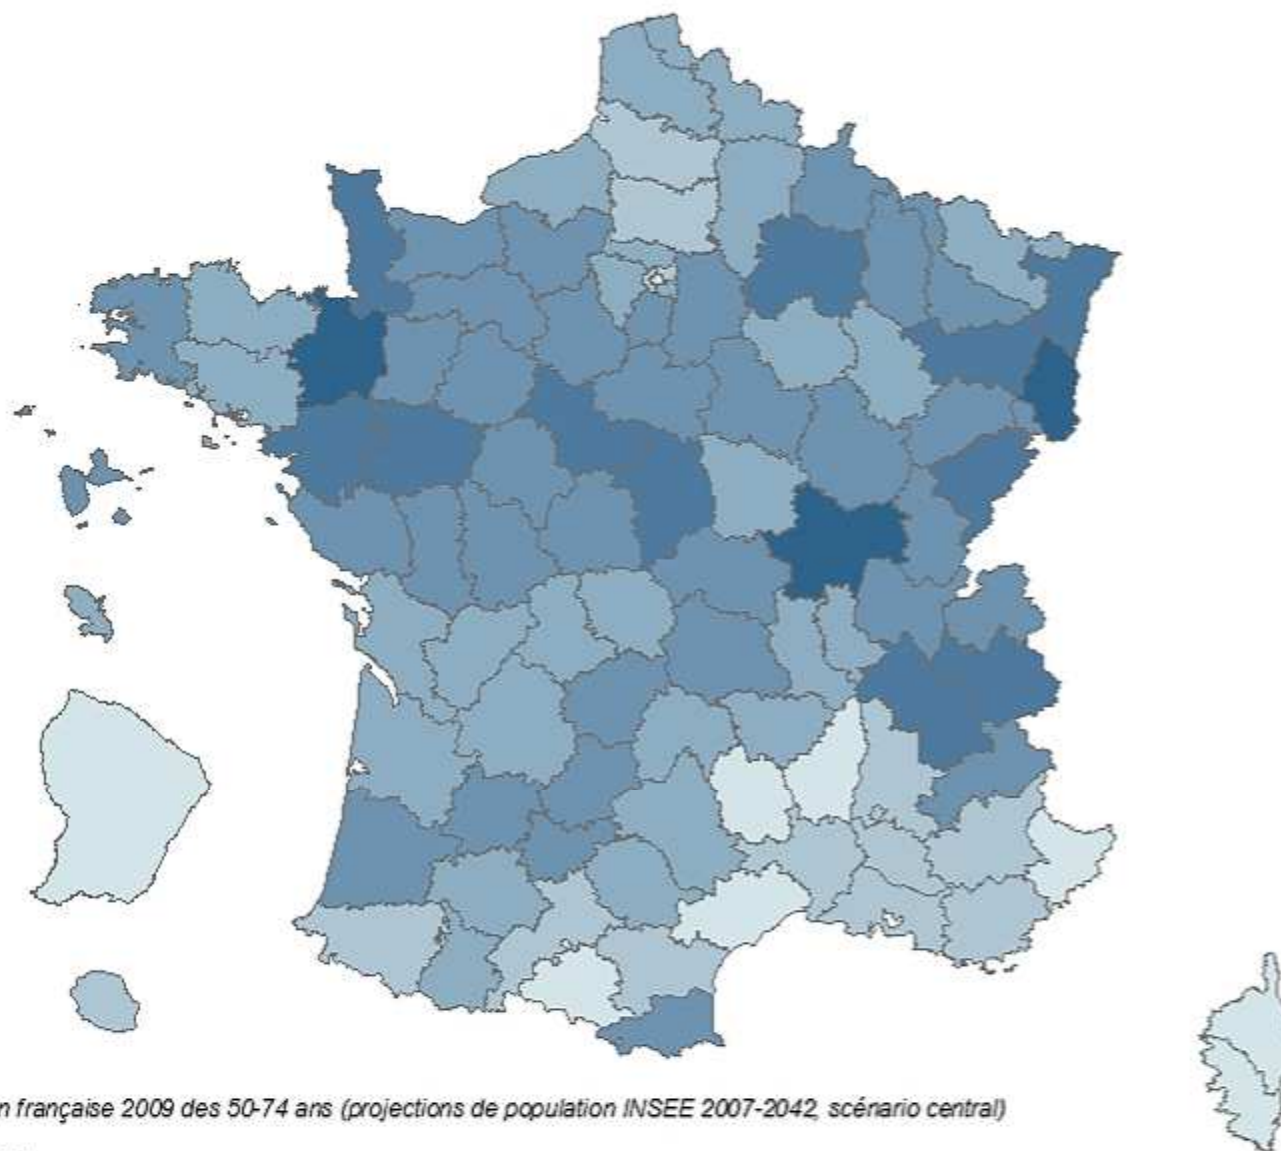 n française 2009 des 50-74 ans (projections de population INSEE 2007-2042, scénario central)